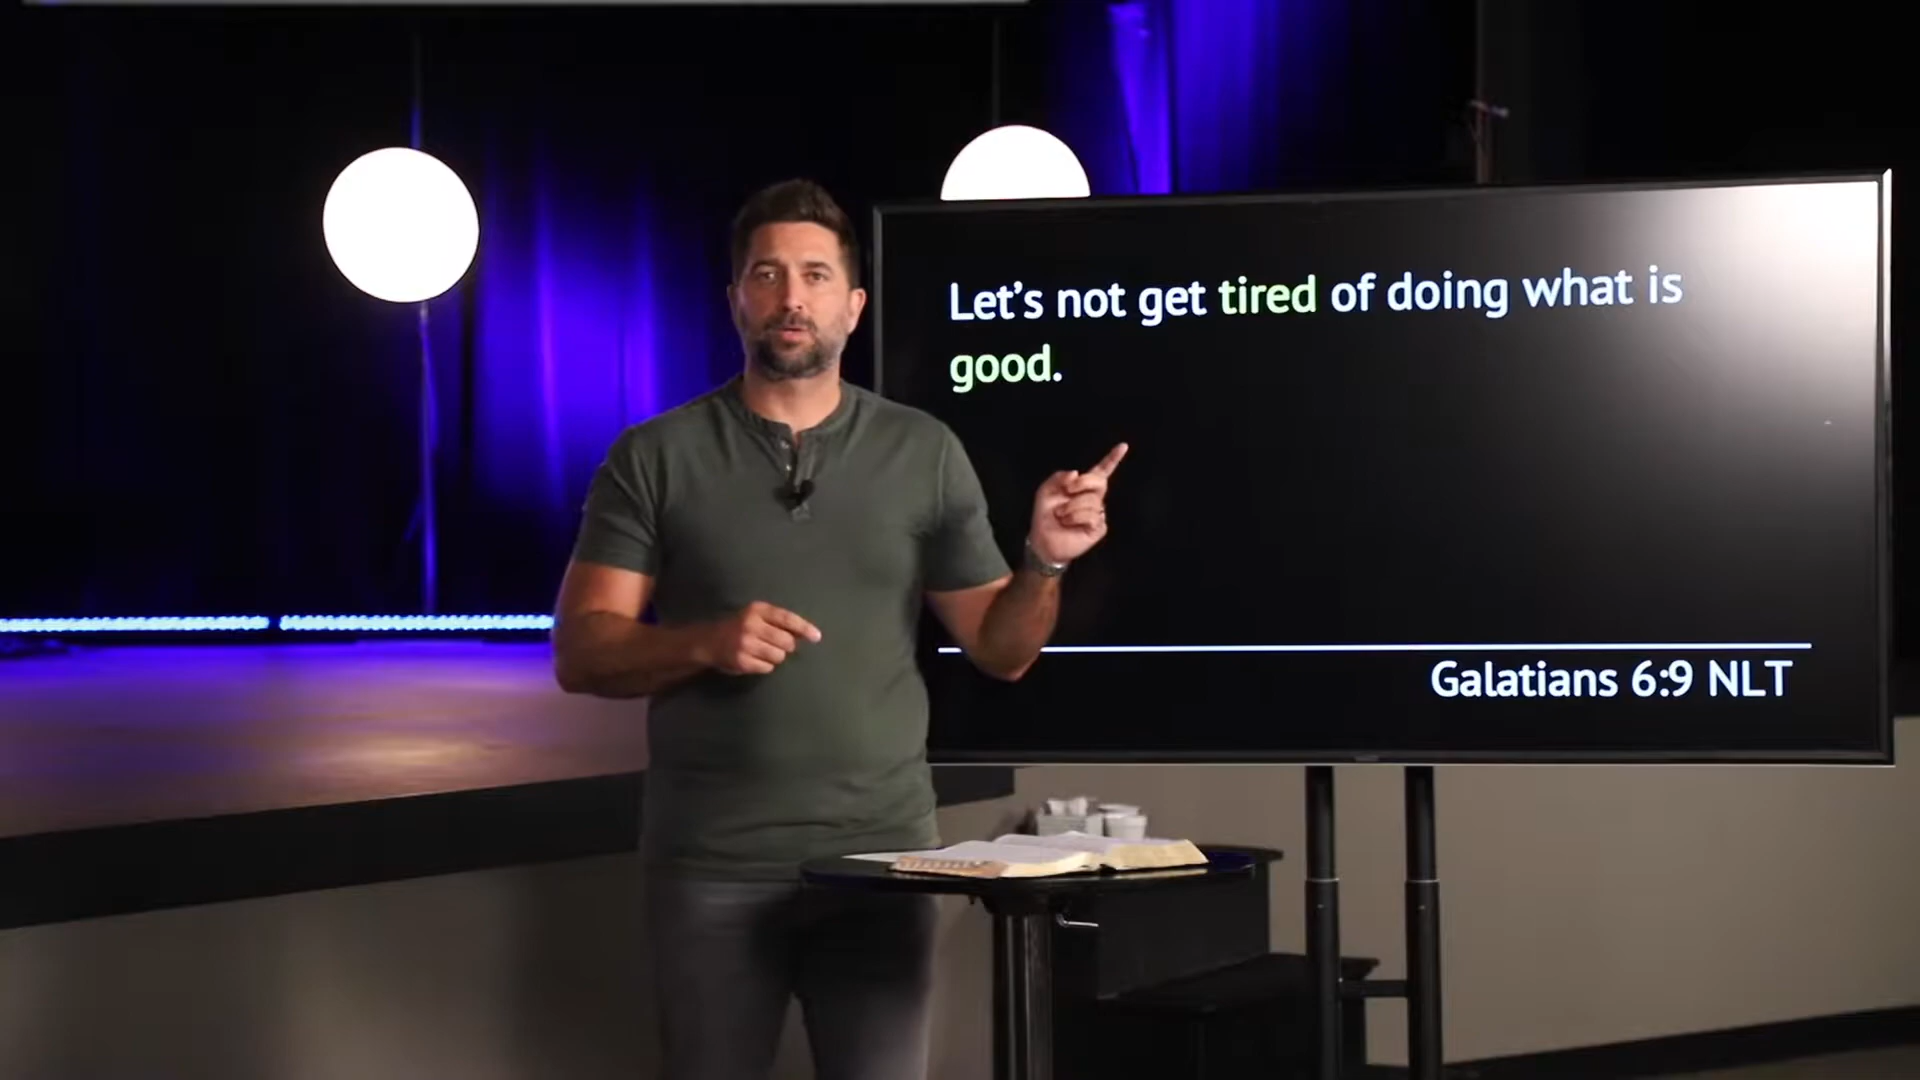 Let’s not get tired of doing what is
good.
Galatians 6:9 NLT